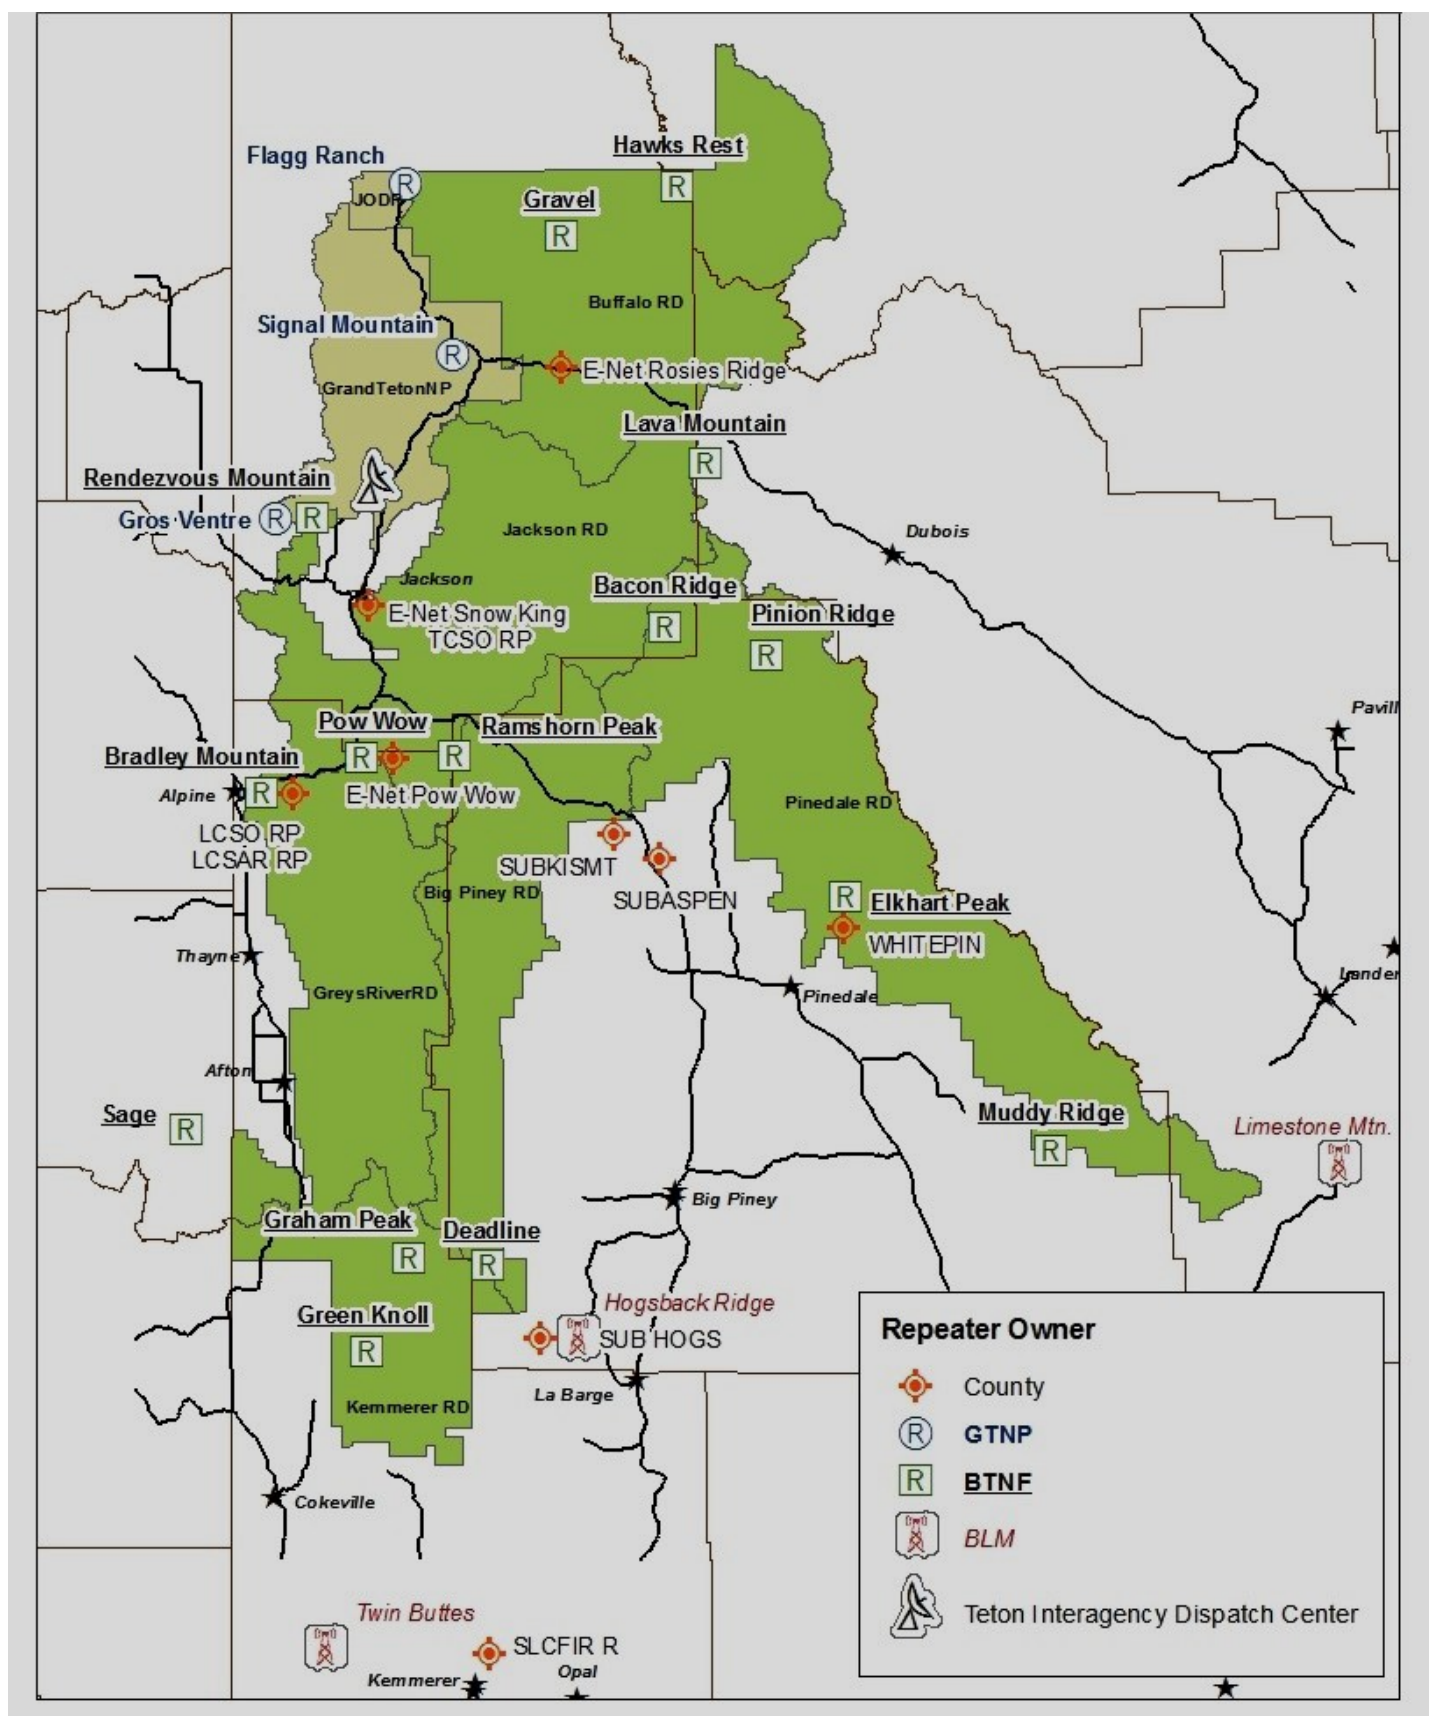 Hawks Rest
Flagg Ranch
R
R
JODR
Gravel
R
Buffalo RD
Signal Mountain
R
E-Net Rosies Ridge
GrandTetonNP
Lava Mountain
R
Rendezvous Mountain
Gros Ventre
R
R
Jackson RD
Dubois
Jackson
Bacon Ridge
E-Net Snow King
TCSO RP
R
Pinion Ridge
R
Pavill
Pow Wow
Ramshorn Peak
Bradley Mountain
R
R
Alpine
R
E-Net Pow Wow
Pinedale RD
LCSO RP
LCSAR RP
SUBKISMT
SUBASPEN
Big Piney RD
R
Elkhart Peak
WHITEPIN
Thayne
Lander
GreysRiverRD
Pinedale
Afton
Sage
R
Muddy Ridge
R
Limestone Mtn.
Big Piney
Graham Peak
R
Deadline
R
Hogsback Ridge
SUB HOGS
Green Knoll
R
La Barge
Kemmerer RD
Cokeville
Repeater Owner
County
R
GTNP
R
BTNF
BLM
Teton Interagency Dispatch Center
Twin Buttes
SLCFIR R
Kemmerer
Opal